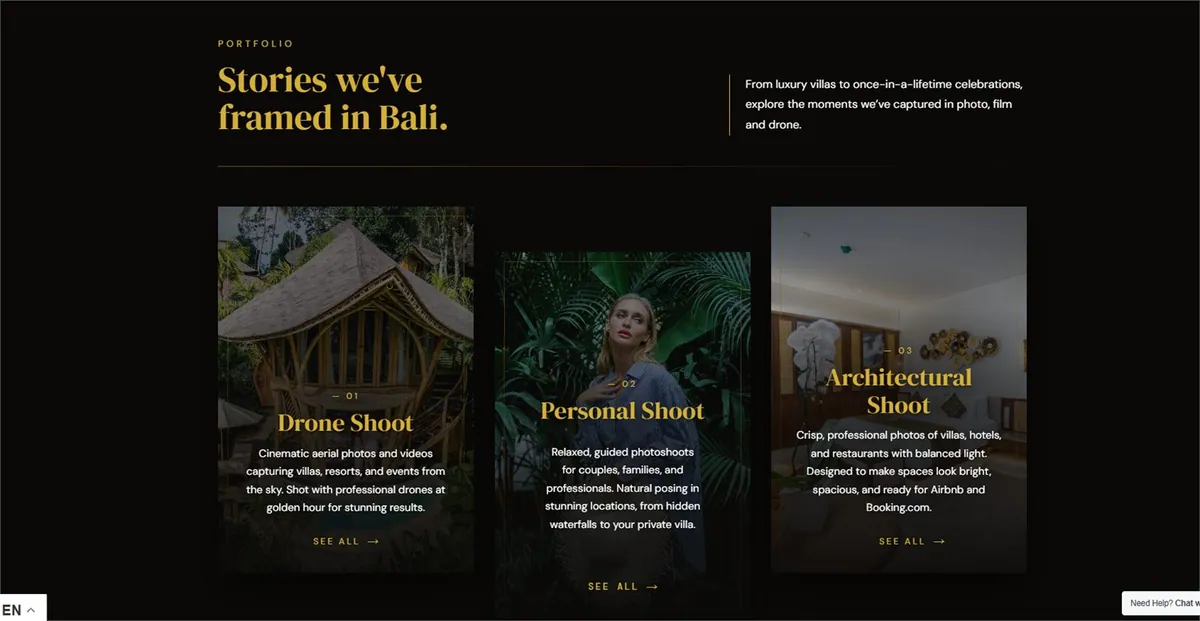 PORTFOLIO
Stories we've
framed in Bali.
From luxury villas to once-in-a-lifetime celebrations,
explore the moments we’ve captured in photo, film
and drone.
— 01
Drone Shoot
Cinematic aerial photos and videos
capturing villas, resorts, and events from
the sky. Shot with professional drones at
golden hour for stunning results.
SEE ALL →
— 02
Personal Shoot
Relaxed, guided photoshoots
for couples, families, and
professionals. Natural posing in
stunning locations, from hidden
waterfalls to your private villa.
SEE ALL →
— 03
Architectural
Shoot
Crisp, professional photos of villas, hotels,
and restaurants with balanced light.
Designed to make spaces look bright,
spacious, and ready for Airbnb and
Booking.com.
SEE ALL →
EN
Need Help? Chat w